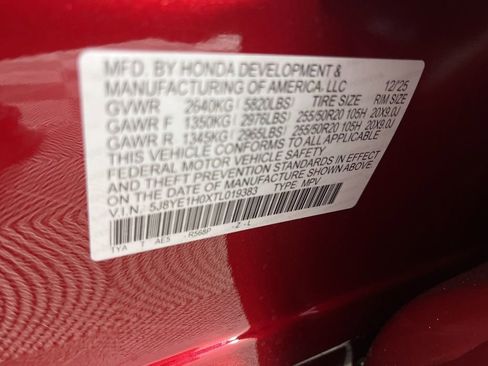 MFD. BY HONDA DEVELOPMENT &
MANUFACTURING OF AMERICA, LLC 12/25
GVWR 2640KG ( 5820LBS) TIRE SIZE RIM SIZE
GAWR F 1350KG ( 2976LBS) 255/50R20 105H 20X9.0J
GAWR R 1345KG ( 2965LBS) 255/50R20 105H 20X9.0J
THIS VEHICLE CONFORMS TO ALL APPLICABLE
FEDERAL MOTOR VEHICLE SAFETY AND
THEFT PREVENTION STANDARDS IN EFFECT
ON THE DATE OF MANUFACTURE SHOWN ABOVE.
V.I.N. 5J8YE1H0XTL019383 TYPE: MPV
TYA T AE5 R568P -Z-L